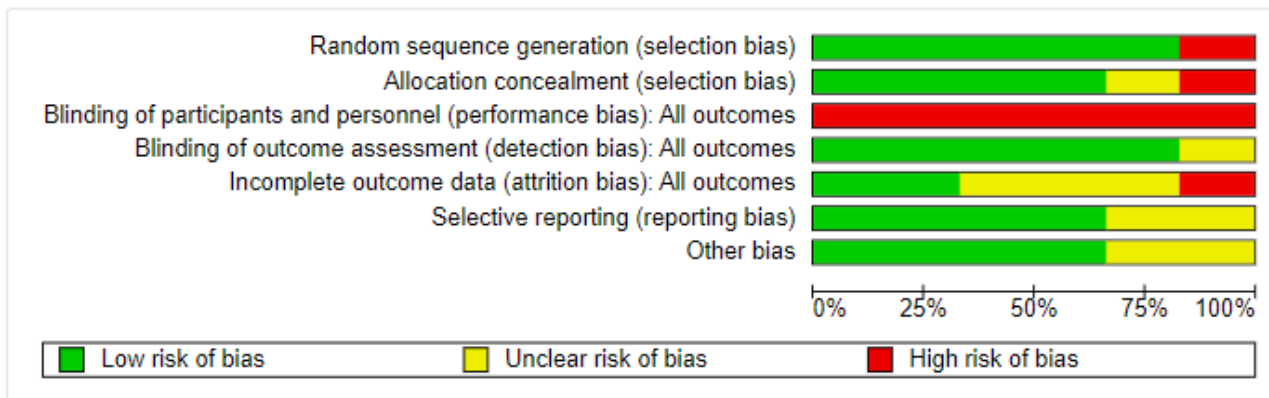 Random sequence generation (selection bias)
Allocation concealment (selection bias)
Blinding of participants and personnel (performance bias): All outcomes
Blinding of outcome assessment (detection bias): All outcomes
Incomplete outcome data (attrition bias): All outcomes
Selective reporting (reporting bias)
Other bias
0% 25% 50% 75% 100%
Low risk of bias Unclear risk of bias High risk of bias